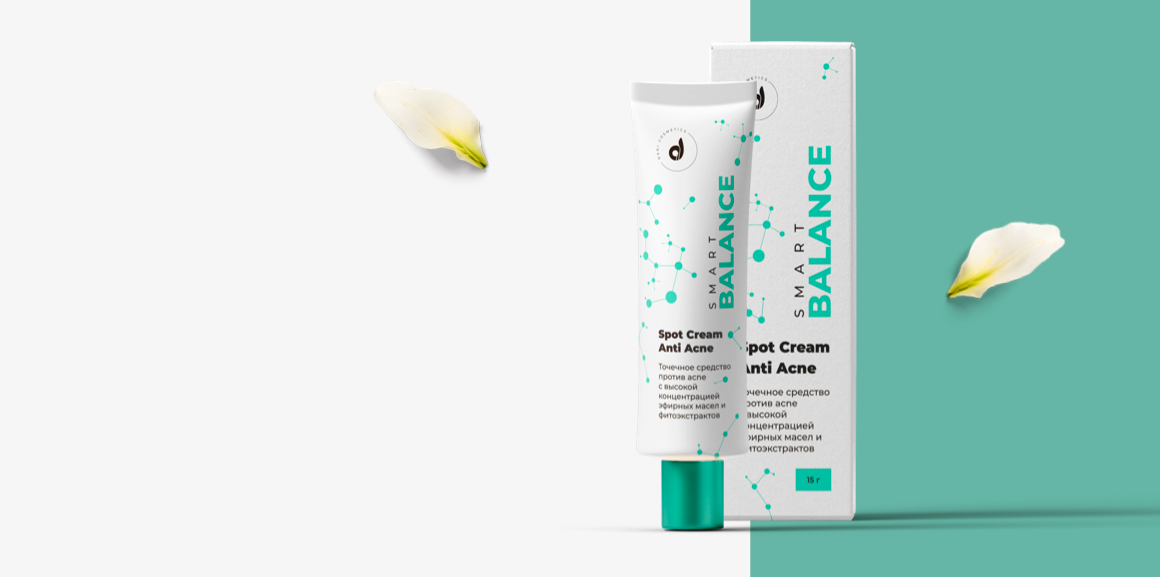 COSMETICS
SMART
BALANCE
Spot Cream
Anti Acne
Точечное средство
против acne
с высокой
концентрацией
эфирных масел и
фитоэкстрактов
SMART
BALANCE
Spot Cream
Anti Acne
точечное средство
против acne
высокой
концентрацией
эфирных масел и
фитоэкстрактов
15 г